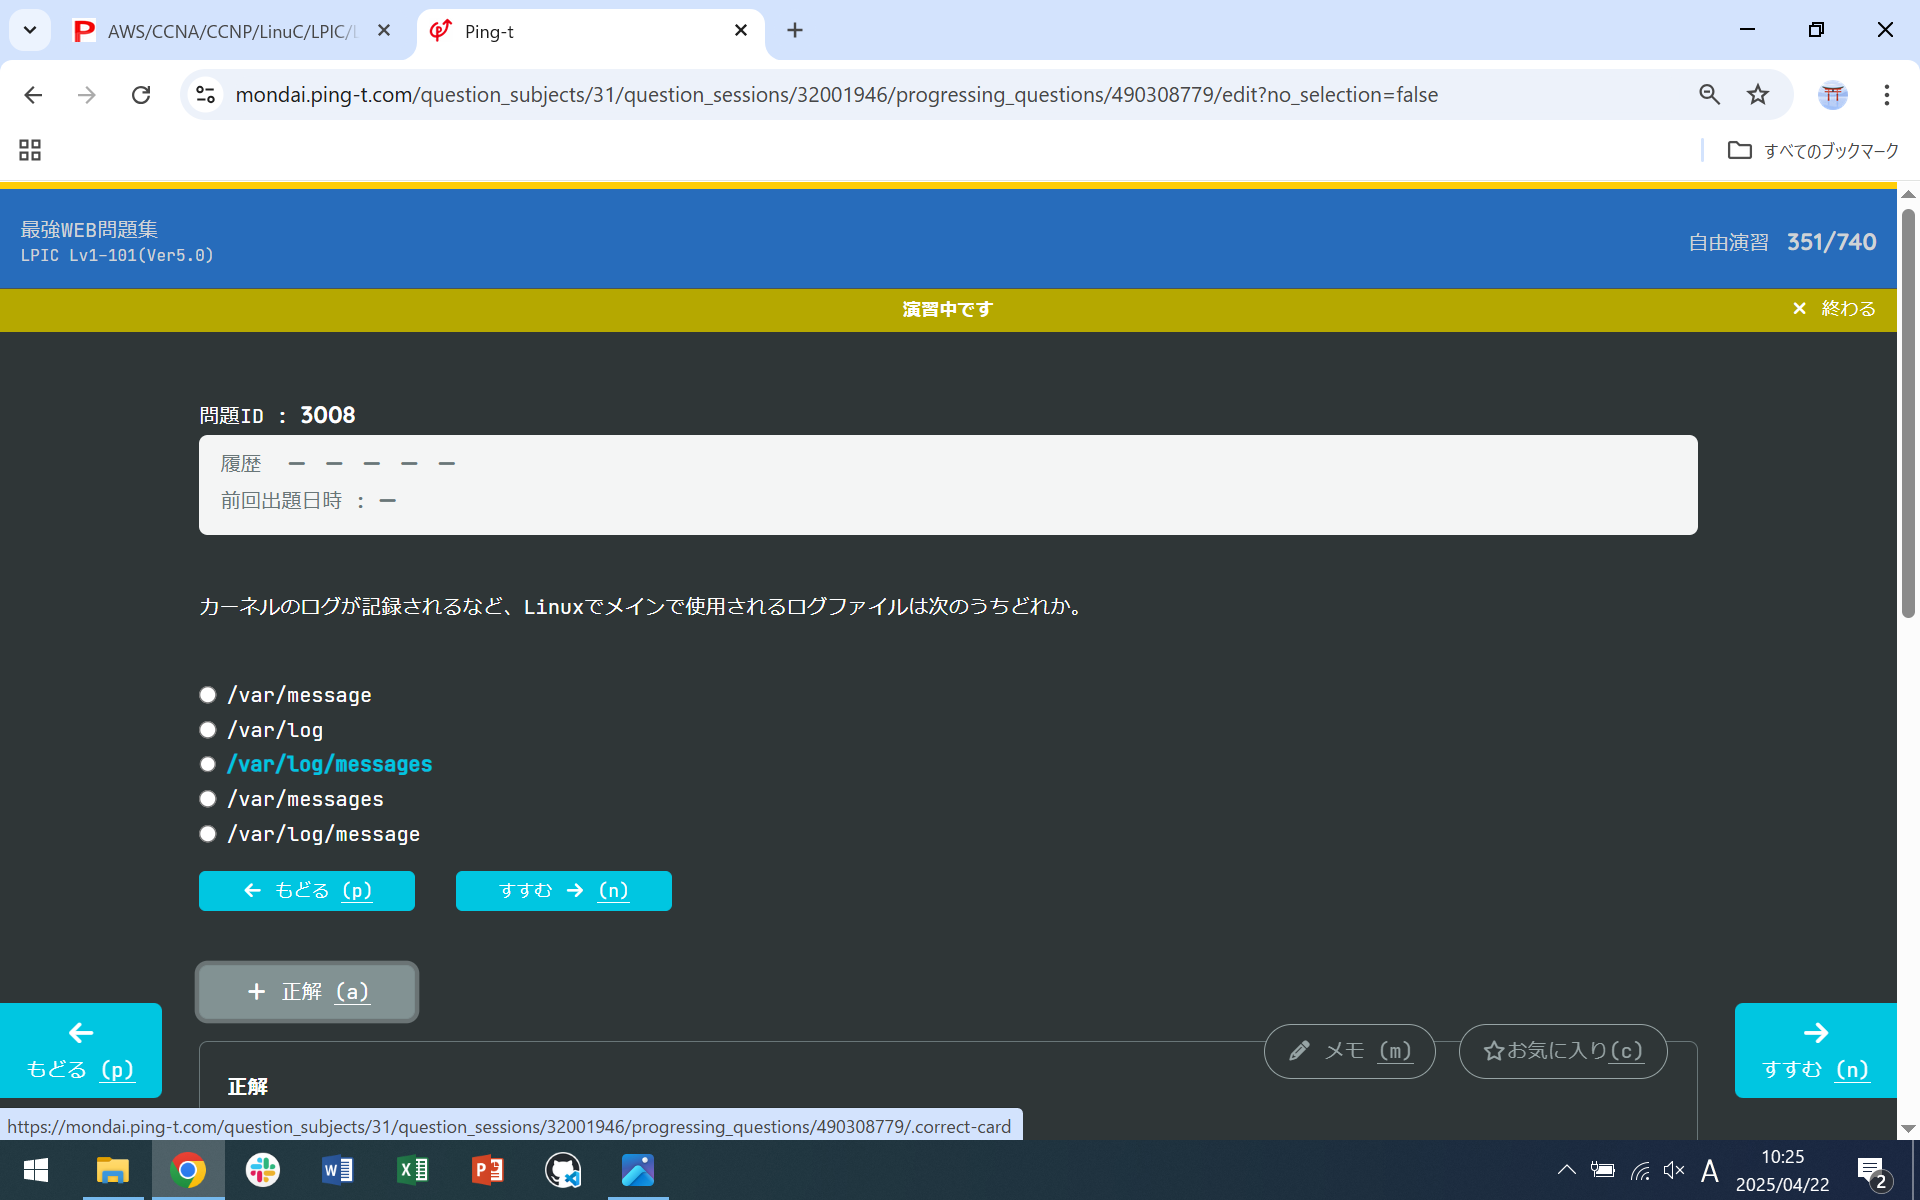 AWS/CCNA/CCNP/LinuC/LPIC/
Ping-t
mondai.ping-t.com/question_subjects/31/question_sessions/32001946/progressing_questions/490308779/edit?no_selection=false
すべてのブックマーク
最強WEB問題集
LPIC Lv1-101(Ver5.0)
自由演習 351/740
演習中です
× 終わる
問題ID : 3008
履歴 ー ー ー ー ー
前回出題日時 : ー
カーネルのログが記録されるなど、Linuxでメインで使用されるログファイルは次のうちどれか。
/var/message
/var/log
/var/log/messages
/var/messages
/var/log/message
← もどる (p)
すすむ → (n)
+ 正解 (a)
← もどる (p)
メモ (m)
お気に入り(c)
→ すすむ (n)
正解
https://mondai.ping-t.com/question_subjects/31/question_sessions/32001946/progressing_questions/490308779/.correct-card
A
10:25
2025/04/22
2